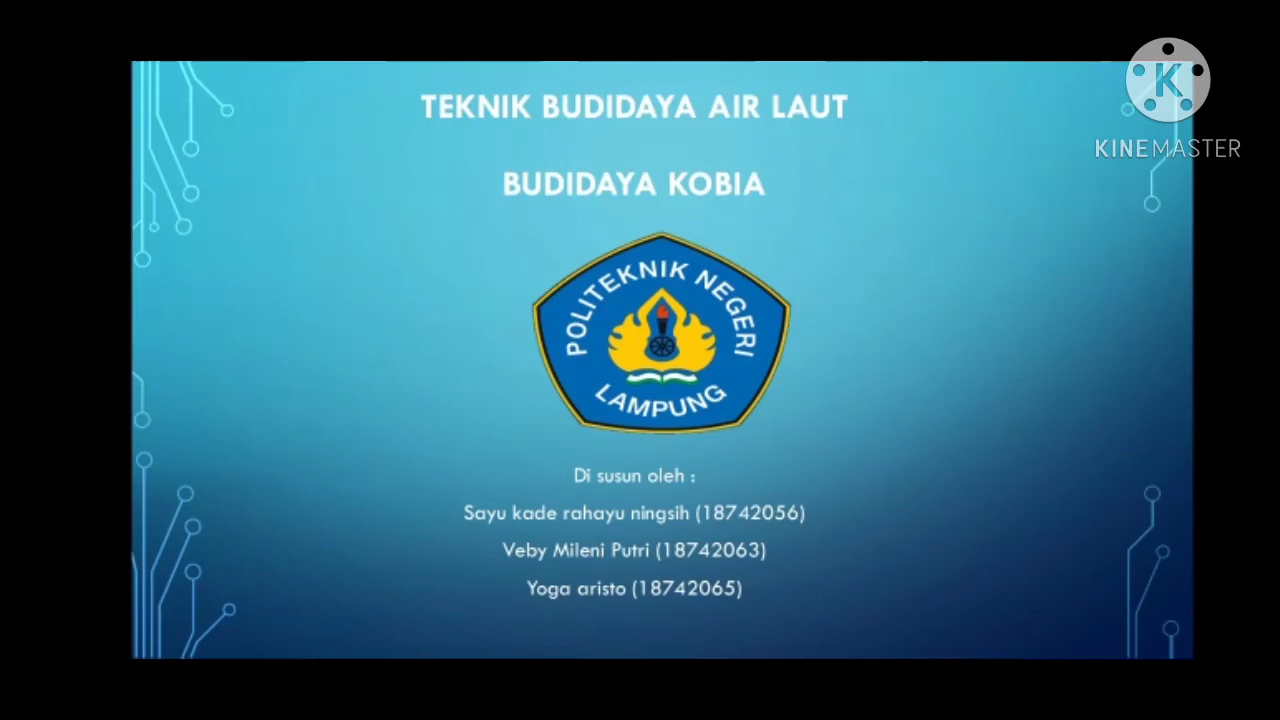 TEKNIK BUDIDAYA AIR LAUT
K
KINEMASTER
BUDIDAYA KOBIA
POLITEKNIK NEGERI
LAMPUNG
Di susun oleh :
Sayu kade rahayu ningsih (18742056)
Veby Mileni Putri (18742063)
Yoga aristo (18742065)